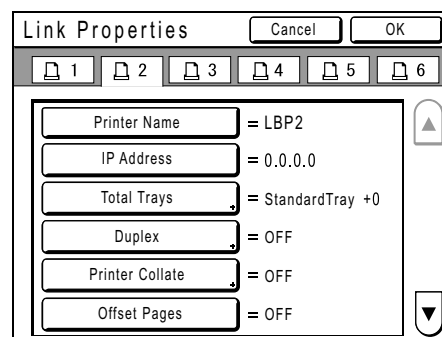 Link Properties Cancel OK
1 2 3 4 5 6
Printer Name = LBP2
IP Address = 0.0.0.0
Total Trays = StandardTray +0
Duplex = OFF
Printer Collate = OFF
Offset Pages = OFF